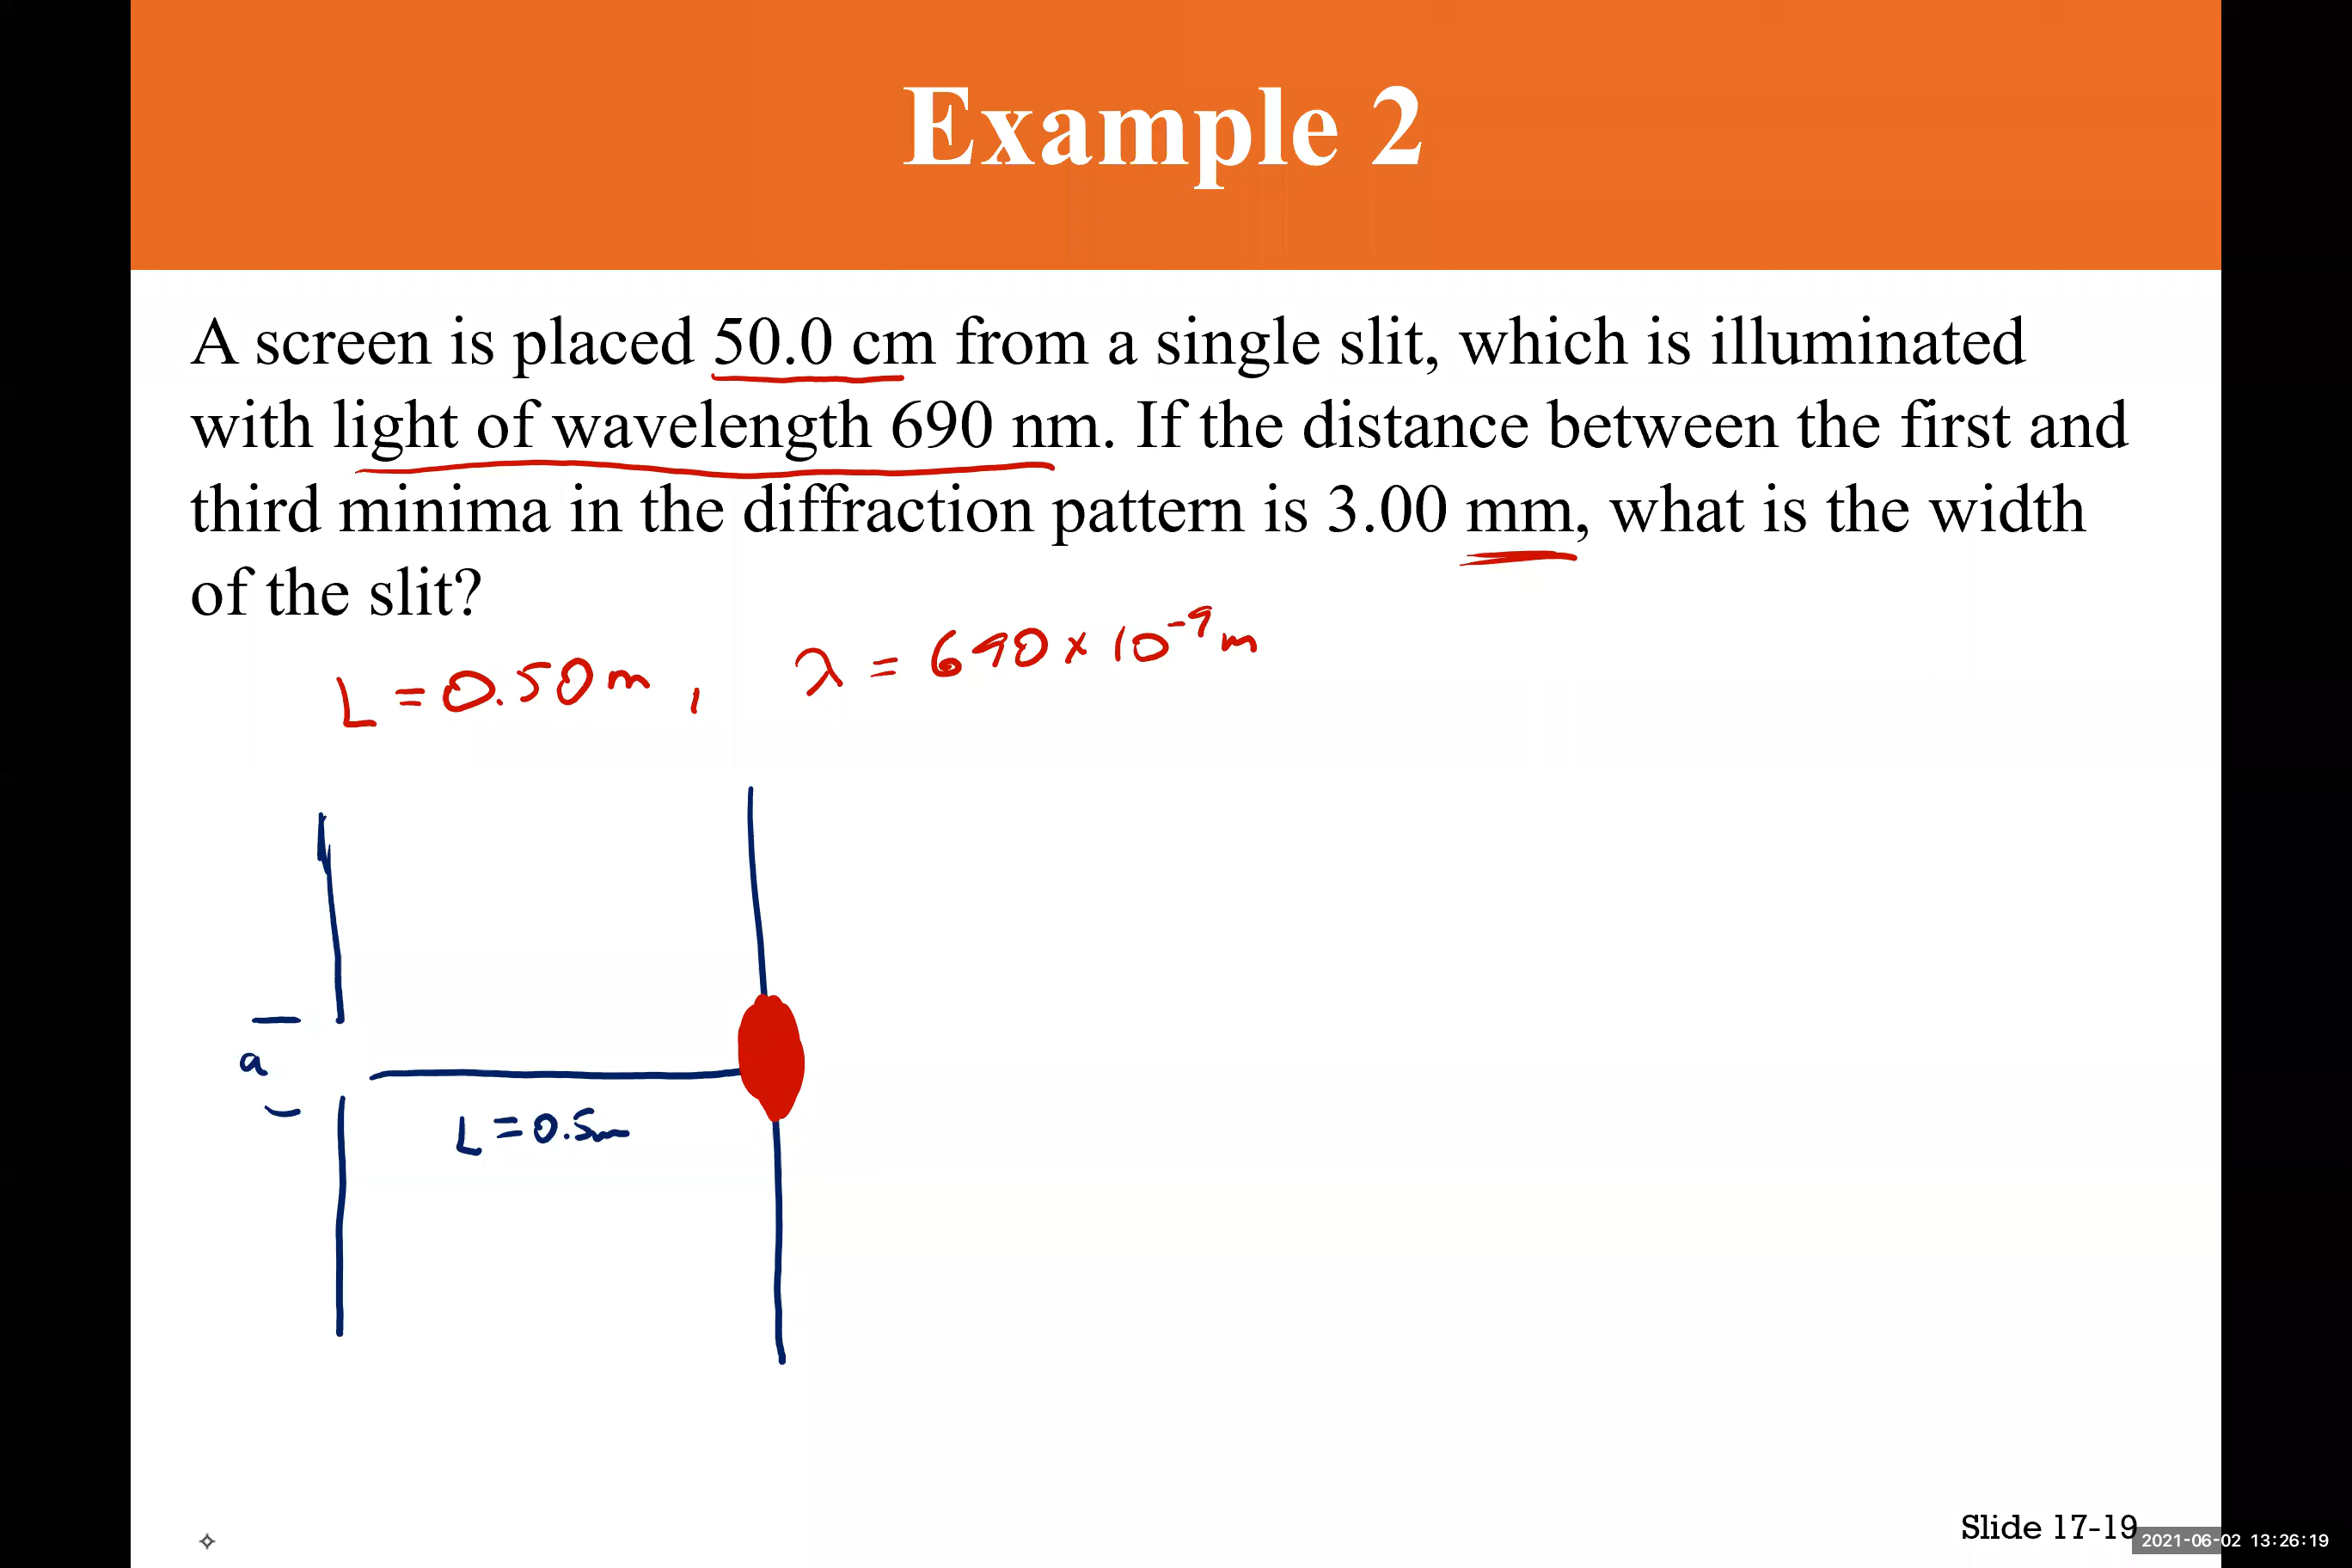 Example 2
A screen is placed 50.0 cm from a single slit, which is illuminated
with light of wavelength 690 nm. If the distance between the first and
third minima in the diffraction pattern is 3.00 mm, what is the width
of the slit?
L = 0.50 m , λ = 690 × 10⁻⁹ m
a
L = 0.5m
Slide 17-19
2021-06-02 13:26:19